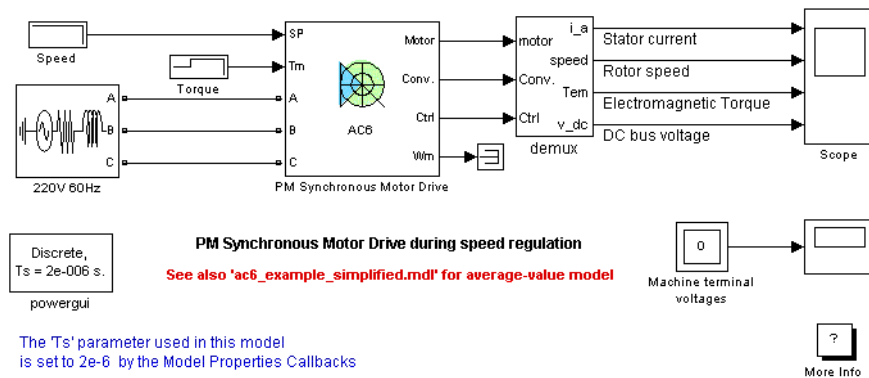 SP
Motor
i_a
motor
Stator current
Speed
speed
Rotor speed
Tm
Conv.
Conv.
Tem
Electromagnetic Torque
Torque
A
A
AC6
Ctrl
Ctrl
v_dc
DC bus voltage
B
B
demux
Scope
C
C
Wm
220V 60Hz
PM Synchronous Motor Drive
Discrete,
Ts = 2e-006 s.
powergui
PM Synchronous Motor Drive during speed regulation
See also 'ac6_example_simplified.mdl' for average-value model
0
Machine terminal
voltages
The 'Ts' parameter used in this model
is set to 2e-6 by the Model Properties Callbacks
?
More Info